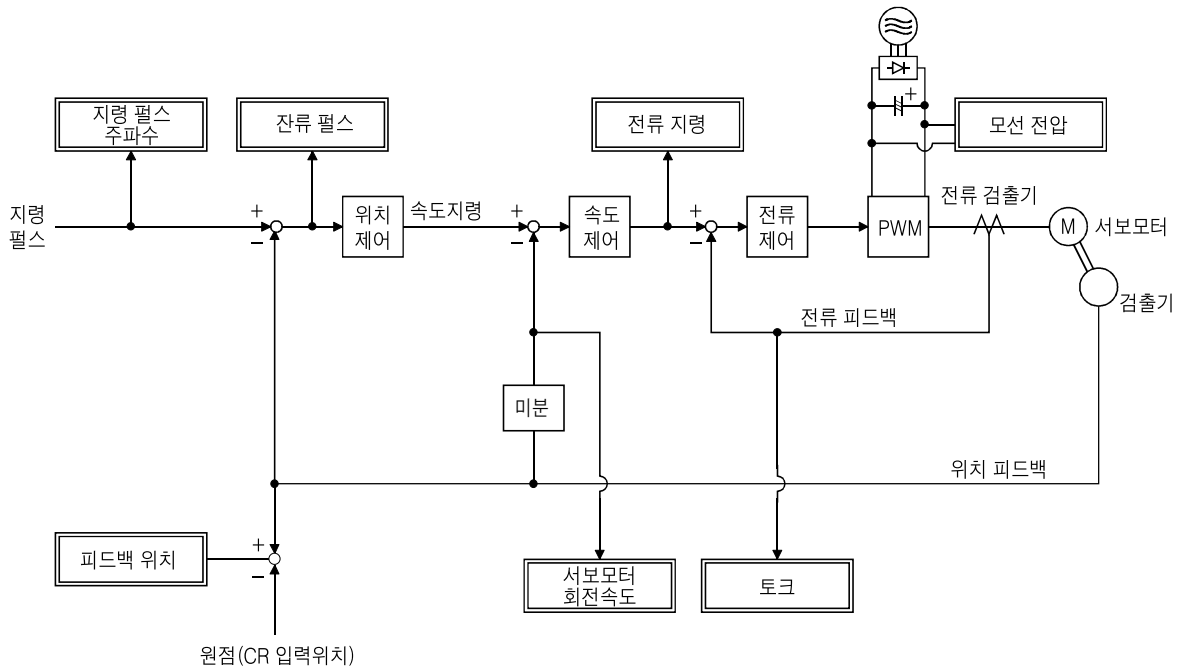 지령 펄스
주파수
잔류 펄스
전류 지령
+
모선 전압
지령
펄스
+
−
위치
제어
속도지령
+
−
속도
제어
+
−
전류
제어
PWM
전류 검출기
M
서보모터
검출기
전류 피드백
미분
위치 피드백
피드백 위치
+
−
서보모터
회전속도
토크
원점(CR 입력위치)